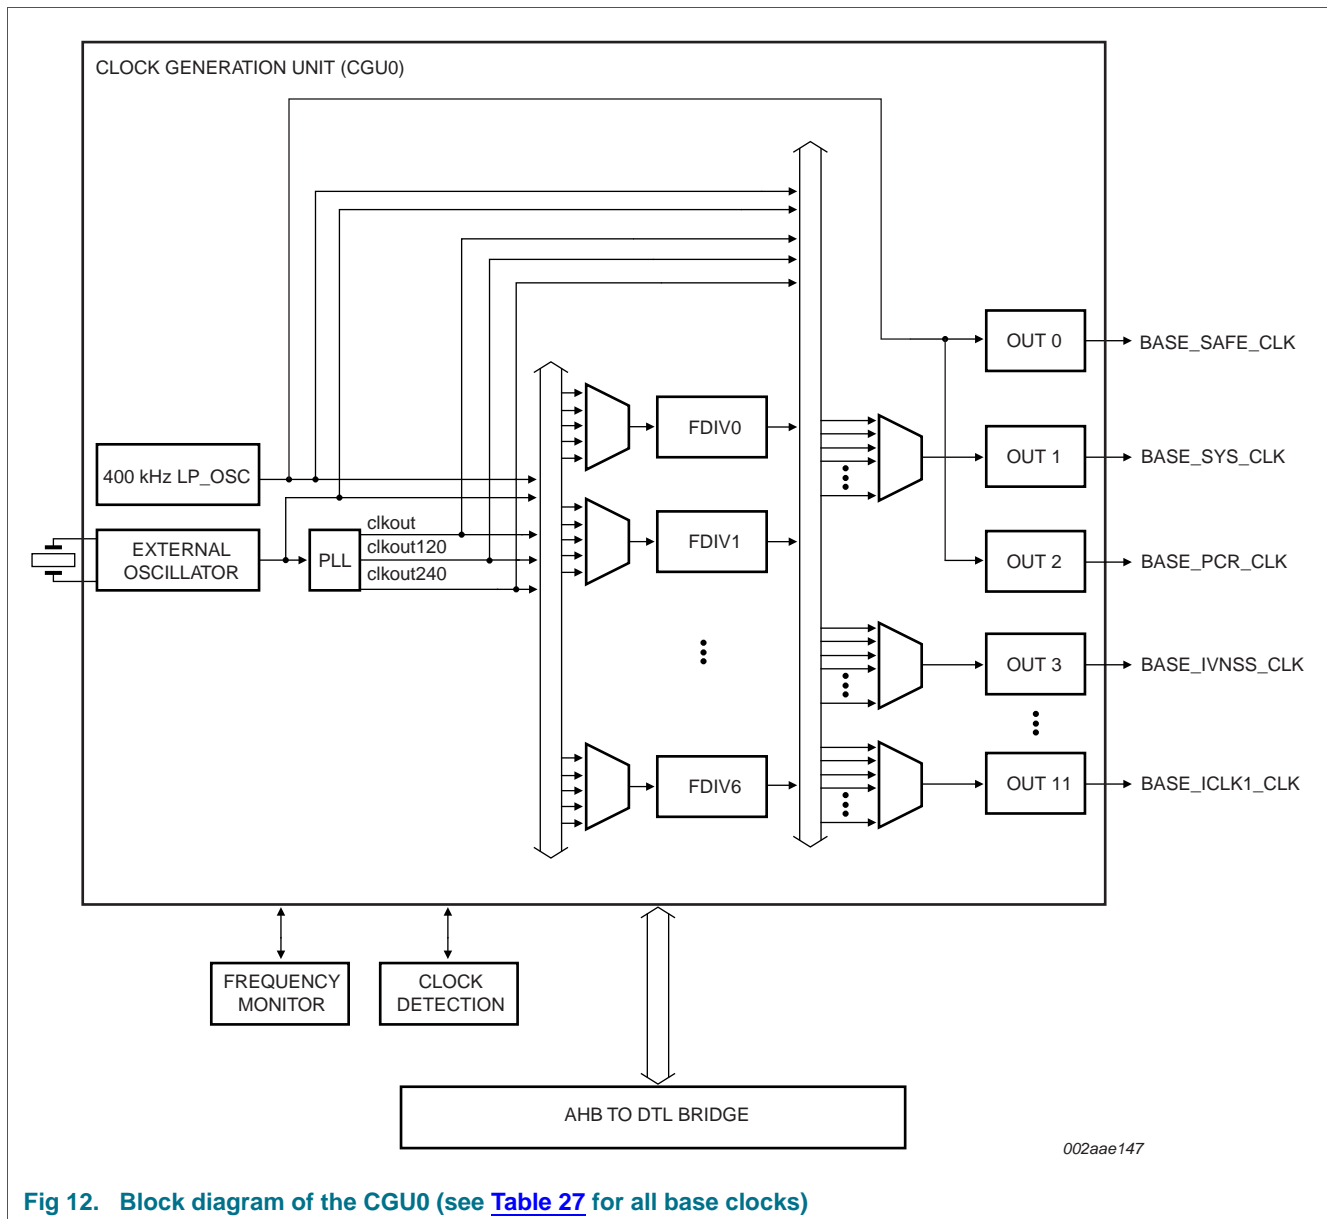 CLOCK GENERATION UNIT (CGU0)
400 kHz LP_OSC
EXTERNAL
OSCILLATOR
PLL
clkout
clkout120
clkout240
FDIV0
FDIV1
FDIV6
OUT 0
BASE_SAFE_CLK
OUT 1
BASE_SYS_CLK
OUT 2
BASE_PCR_CLK
OUT 3
BASE_IVNSS_CLK
OUT 11
BASE_ICLK1_CLK
FREQUENCY
MONITOR
CLOCK
DETECTION
AHB TO DTL BRIDGE
002aae147
Fig 12. Block diagram of the CGU0 (see Table 27 for all base clocks)